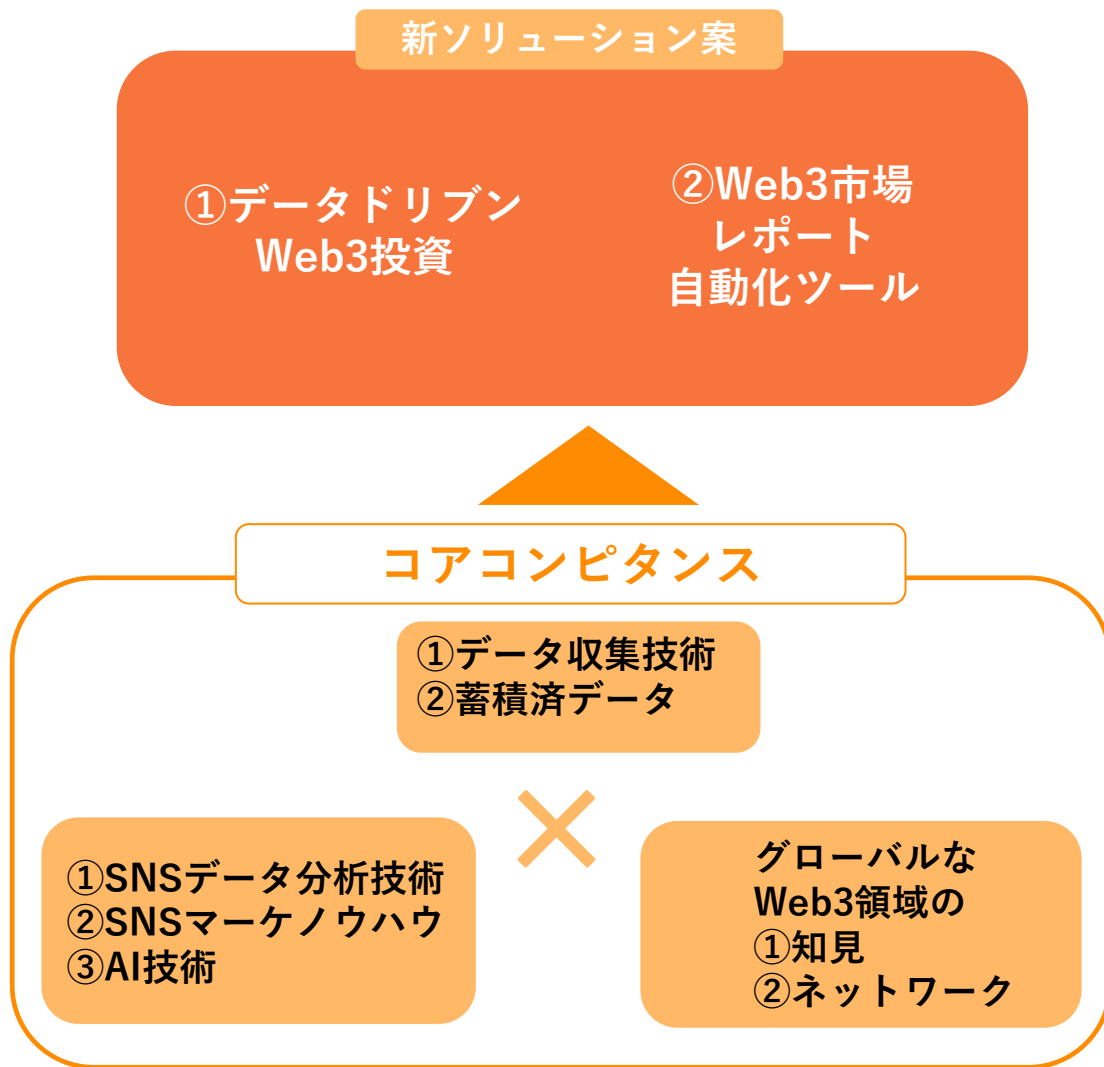 新ソリューション案
①データドリブン
Web3投資
②Web3市場
レポート
自動化ツール
コアコンピタンス
①データ収集技術
②蓄積済データ
①SNSデータ分析技術
②SNSマーケノウハウ
③AI技術
グローバルな
Web3領域の
①知見
②ネットワーク